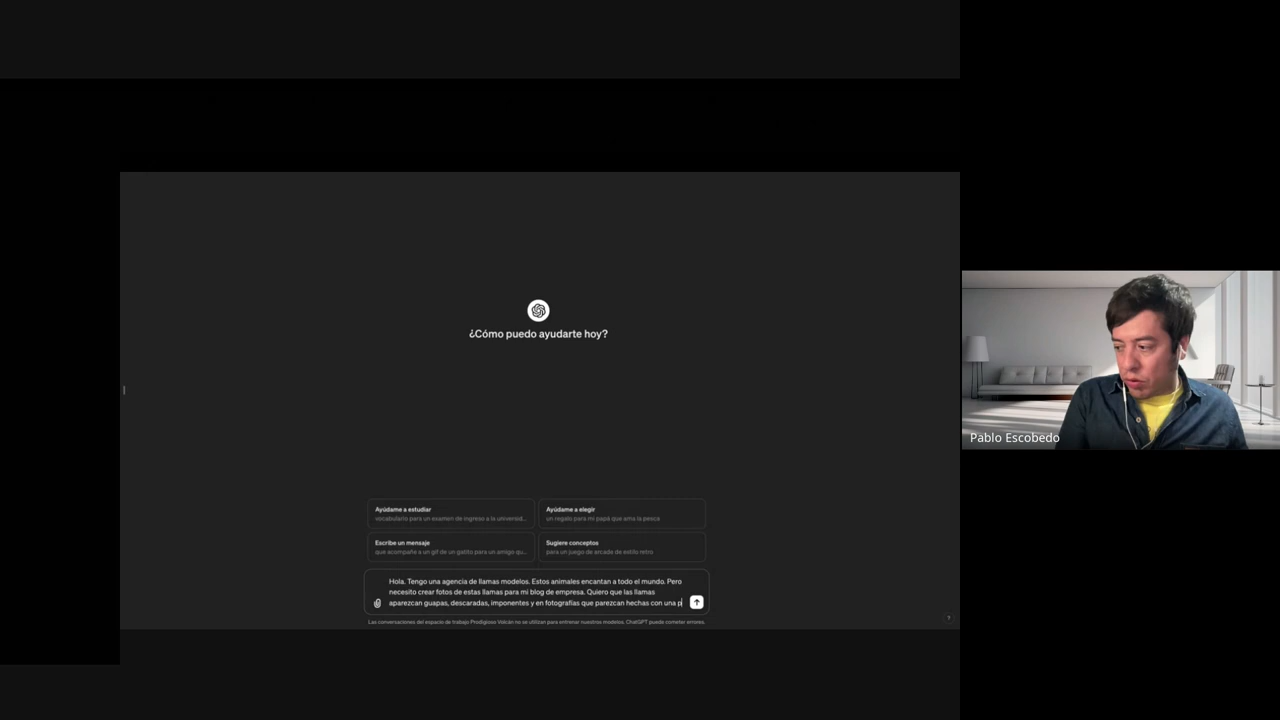 ¿Cómo puedo ayudarte hoy?
Ayúdame a estudiar
vocabulario para un examen de ingreso a la universid...
Ayúdame a elegir
un regalo para mi papá que ama la pesca
Escribe un mensaje
que acompañe a un gif de un gatito para un amigo qu...
Sugiere conceptos
para un juego de arcada de estilo retro
Hola. Tengo una agencia de llamas modelos. Estos animales encantan a todo el mundo. Pero
necesito crear fotos de estas llamas para mi blog de empresa. Quiero que las llamas
aparezcan guapas, descaradas, imponentes y en fotografías que parezcan hechas con una p
Las conversaciones del espacio de trabajo Prodigioso Volcán no se utilizan para entrenar nuestros modelos. ChatGPT puede cometer errores.
?
Pablo Escobedo